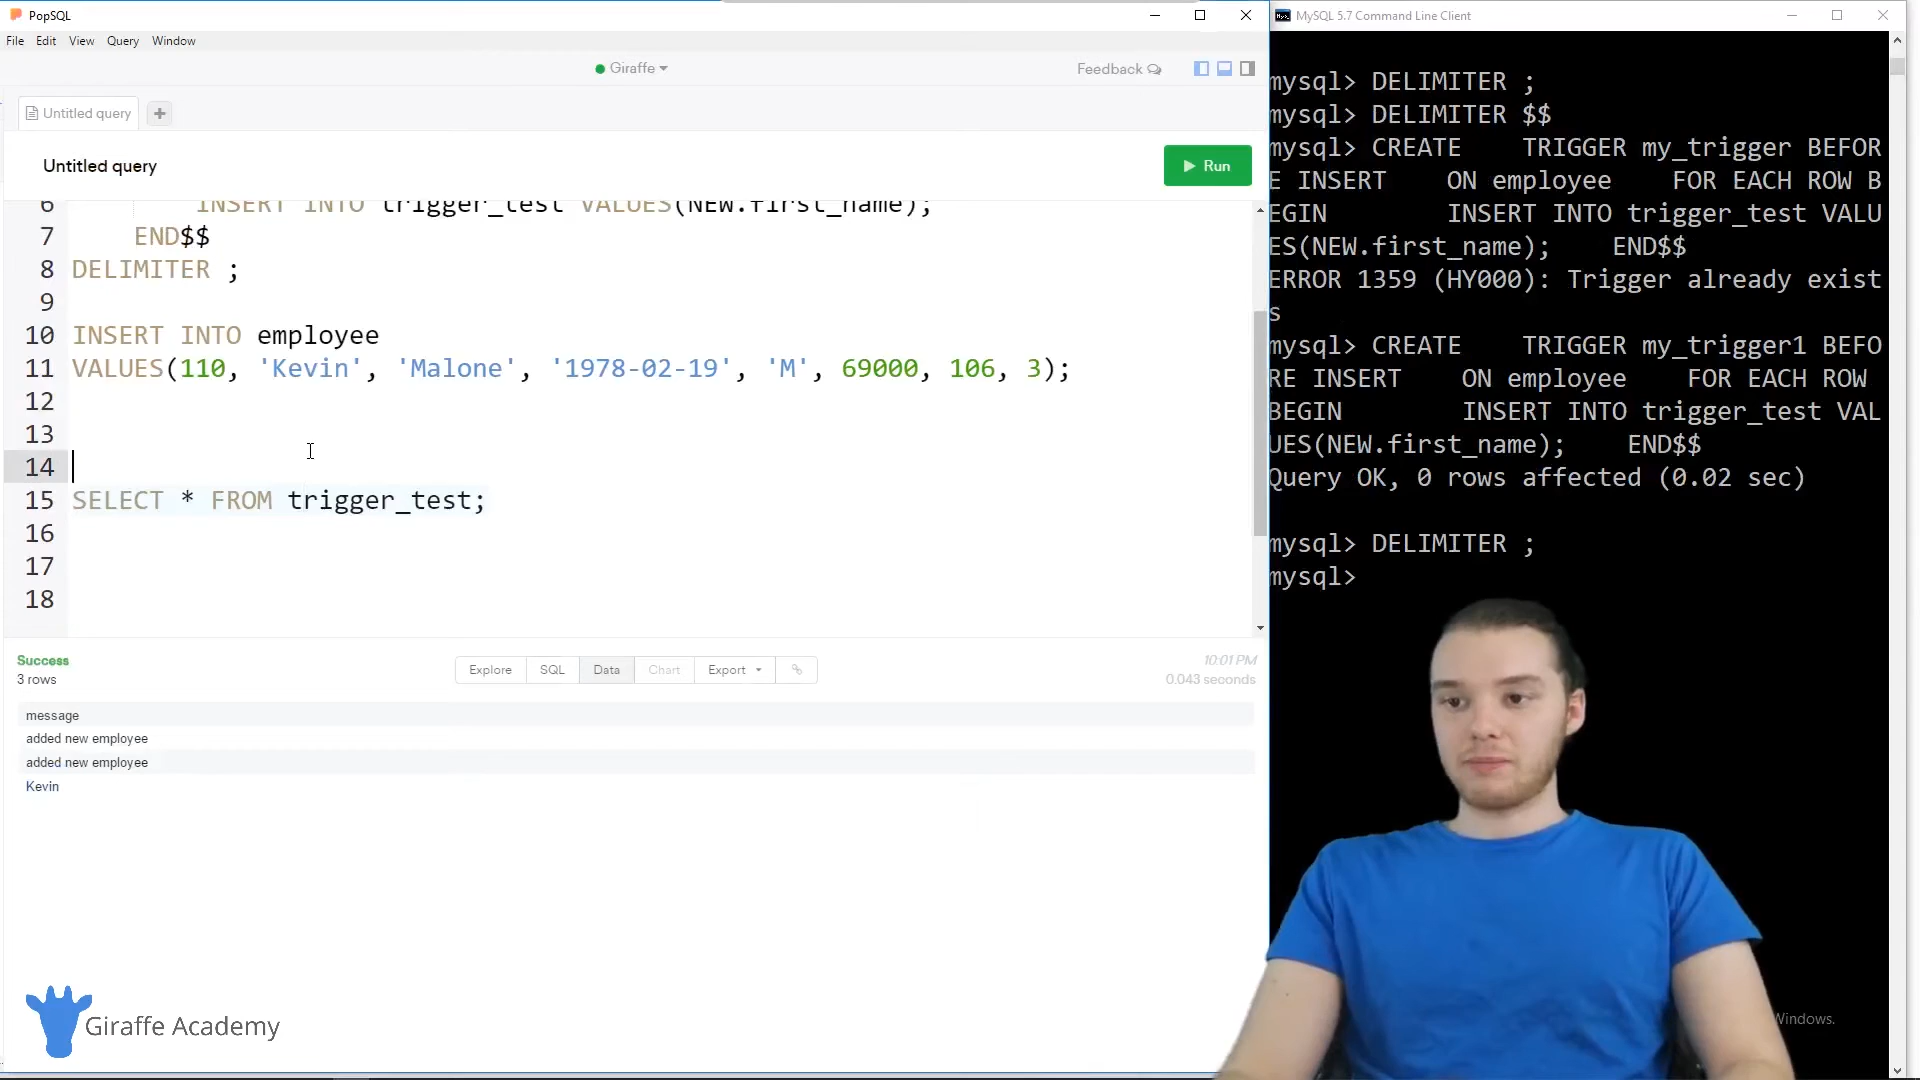 PopSQL
File Edit View Query Window
Giraffe
Feedback
Untitled query
Untitled query
Run
6 INSERT INTO trigger_test VALUES(NEW.first_name);
7 END$$
8 DELIMITER ;
9
10 INSERT INTO employee
11 VALUES(110, 'Kevin', 'Malone', '1978-02-19', 'M', 69000, 106, 3);
12
13
14
15 SELECT * FROM trigger_test;
16
17
18
Success
3 rows
Explore SQL Data Chart Export
10:01 PM
0.043 seconds
message
added new employee
added new employee
Kevin
Giraffe Academy
MySQL 5.7 Command Line Client
mysql> DELIMITER ;
mysql> DELIMITER $$
mysql> CREATE TRIGGER my_trigger BEFOR
E INSERT ON employee FOR EACH ROW B
EGIN INSERT INTO trigger_test VALU
ES(NEW.first_name); END$$
ERROR 1359 (HY000): Trigger already exist
s
mysql> CREATE TRIGGER my_trigger1 BEFO
RE INSERT ON employee FOR EACH ROW
BEGIN INSERT INTO trigger_test VAL
UES(NEW.first_name); END$$
Query OK, 0 rows affected (0.02 sec)
mysql> DELIMITER ;
mysql>
Windows.